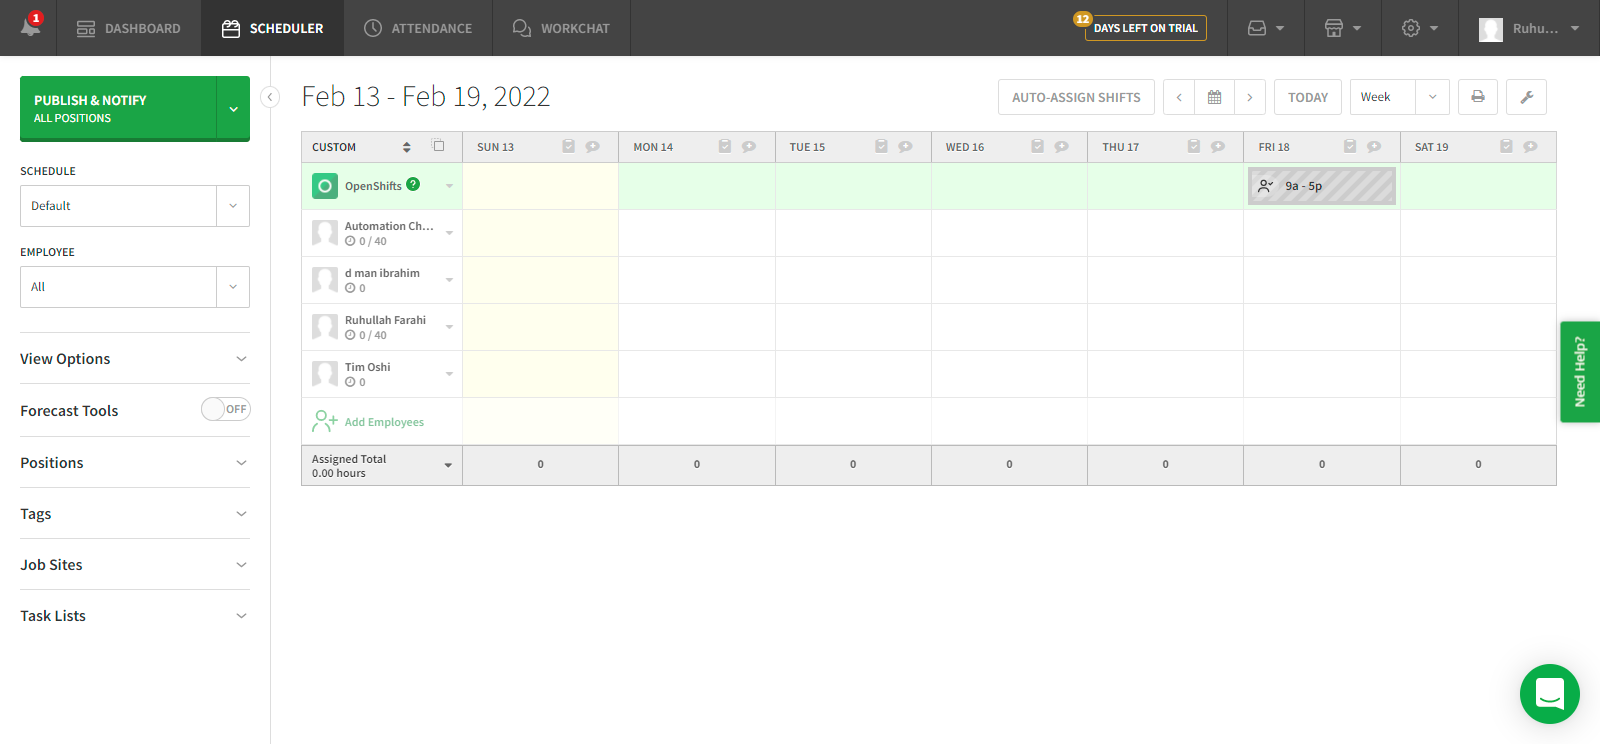 1
DASHBOARD
SCHEDULER
ATTENDANCE
WORKCHAT
12
DAYS LEFT ON TRIAL
Ruhu...
PUBLISH & NOTIFY
ALL POSITIONS
SCHEDULE
Default
EMPLOYEE
All
View Options
Forecast Tools
OFF
Positions
Tags
Job Sites
Task Lists
Feb 13 - Feb 19, 2022
AUTO-ASSIGN SHIFTS
TODAY
Week
CUSTOM
SUN 13
MON 14
TUE 15
WED 16
THU 17
FRI 18
SAT 19
OpenShifts ?
9a - 5p
Automation Ch...
0 / 40
d man ibrahim
0
Ruhullah Farahi
0 / 40
Tim Oshi
0
Add Employees
Assigned Total
0.00 hours
0
0
0
0
0
0
0
Need Help?